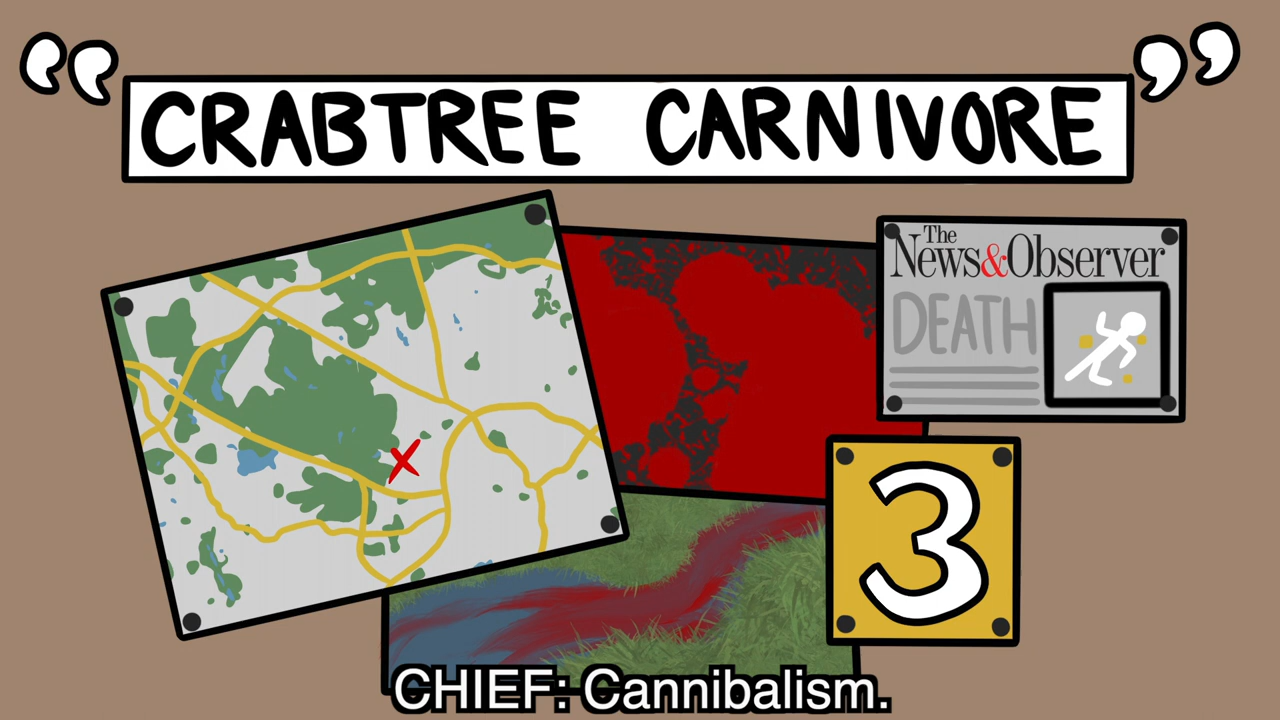 “CRABTREE CARNIVORE”
The
News&Observer
DEATH
3
CHIEF: Cannibalism.